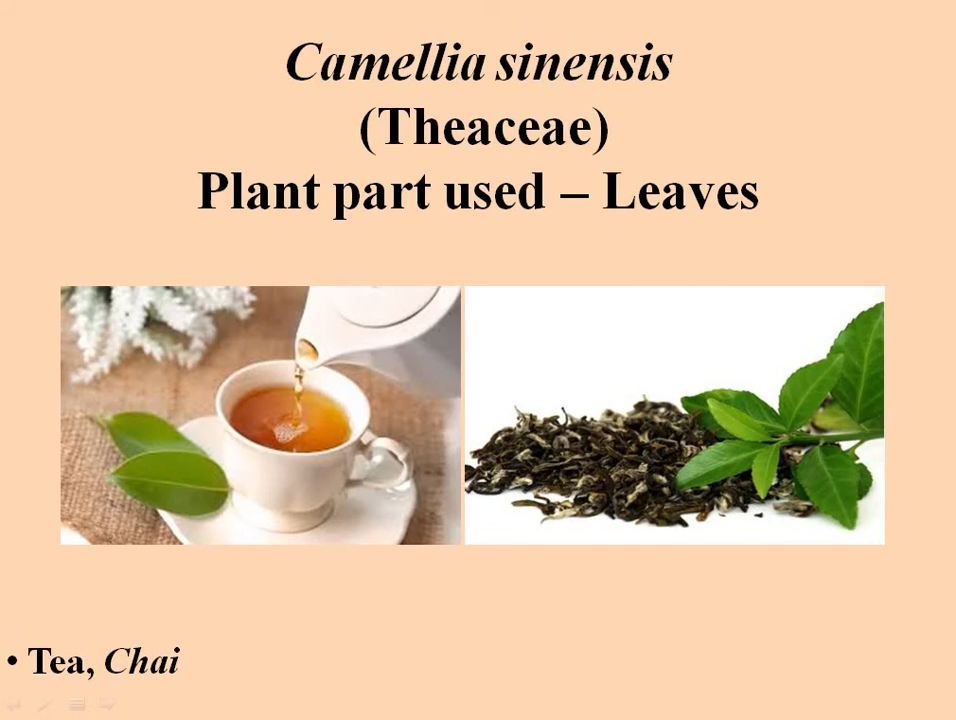 Camellia sinensis
(Theaceae)
Plant part used – Leaves
• Tea, Chai